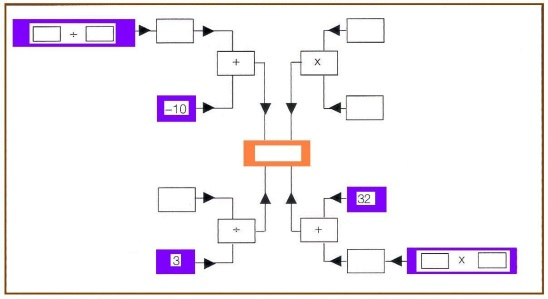 ÷
+ x
–10
32
÷ +
3 x